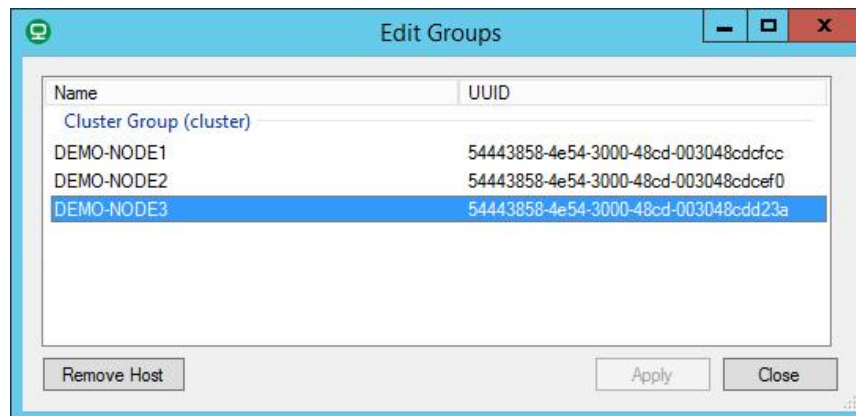 Edit Groups
Name UUID
Cluster Group (cluster)
DEMO-NODE1 54443858-4e54-3000-48cd-003048cdcfcc
DEMO-NODE2 54443858-4e54-3000-48cd-003048cdcef0
DEMO-NODE3 54443858-4e54-3000-48cd-003048cdd23a
Remove Host Apply Close